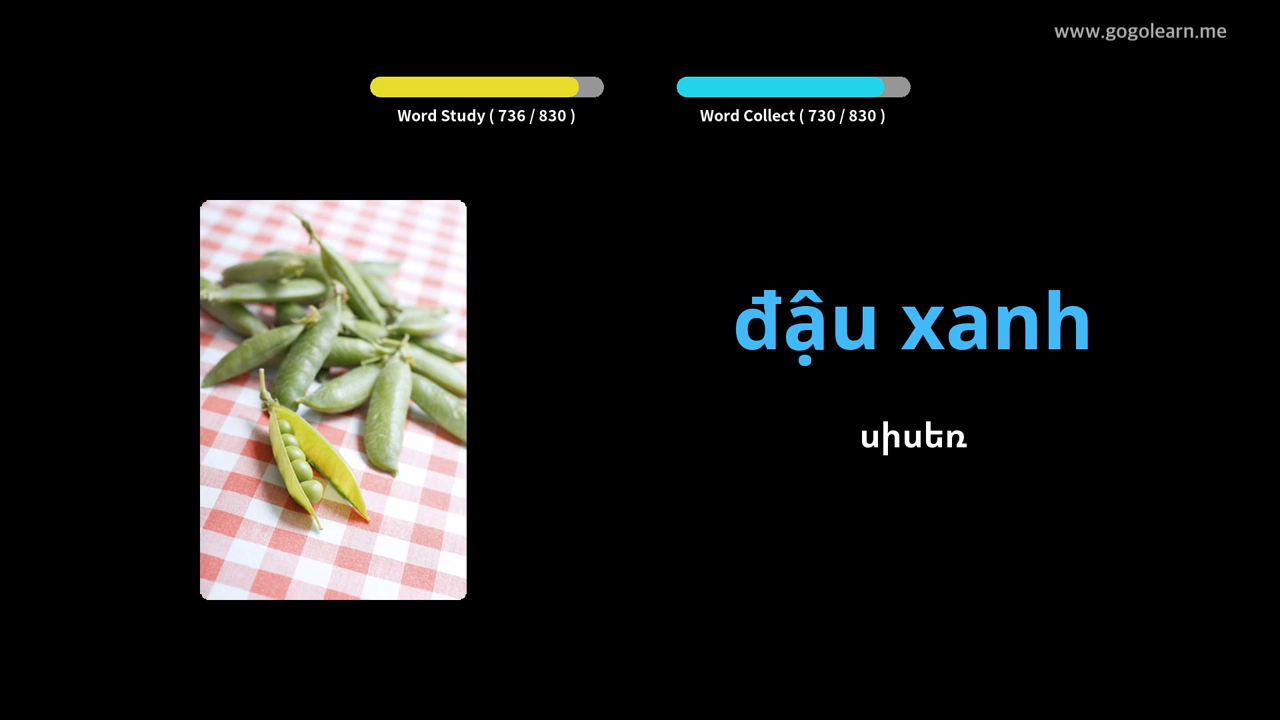 www.gogolearn.me
Word Study ( 736 / 830 )
Word Collect ( 730 / 830 )
đậu xanh
սիսեռ